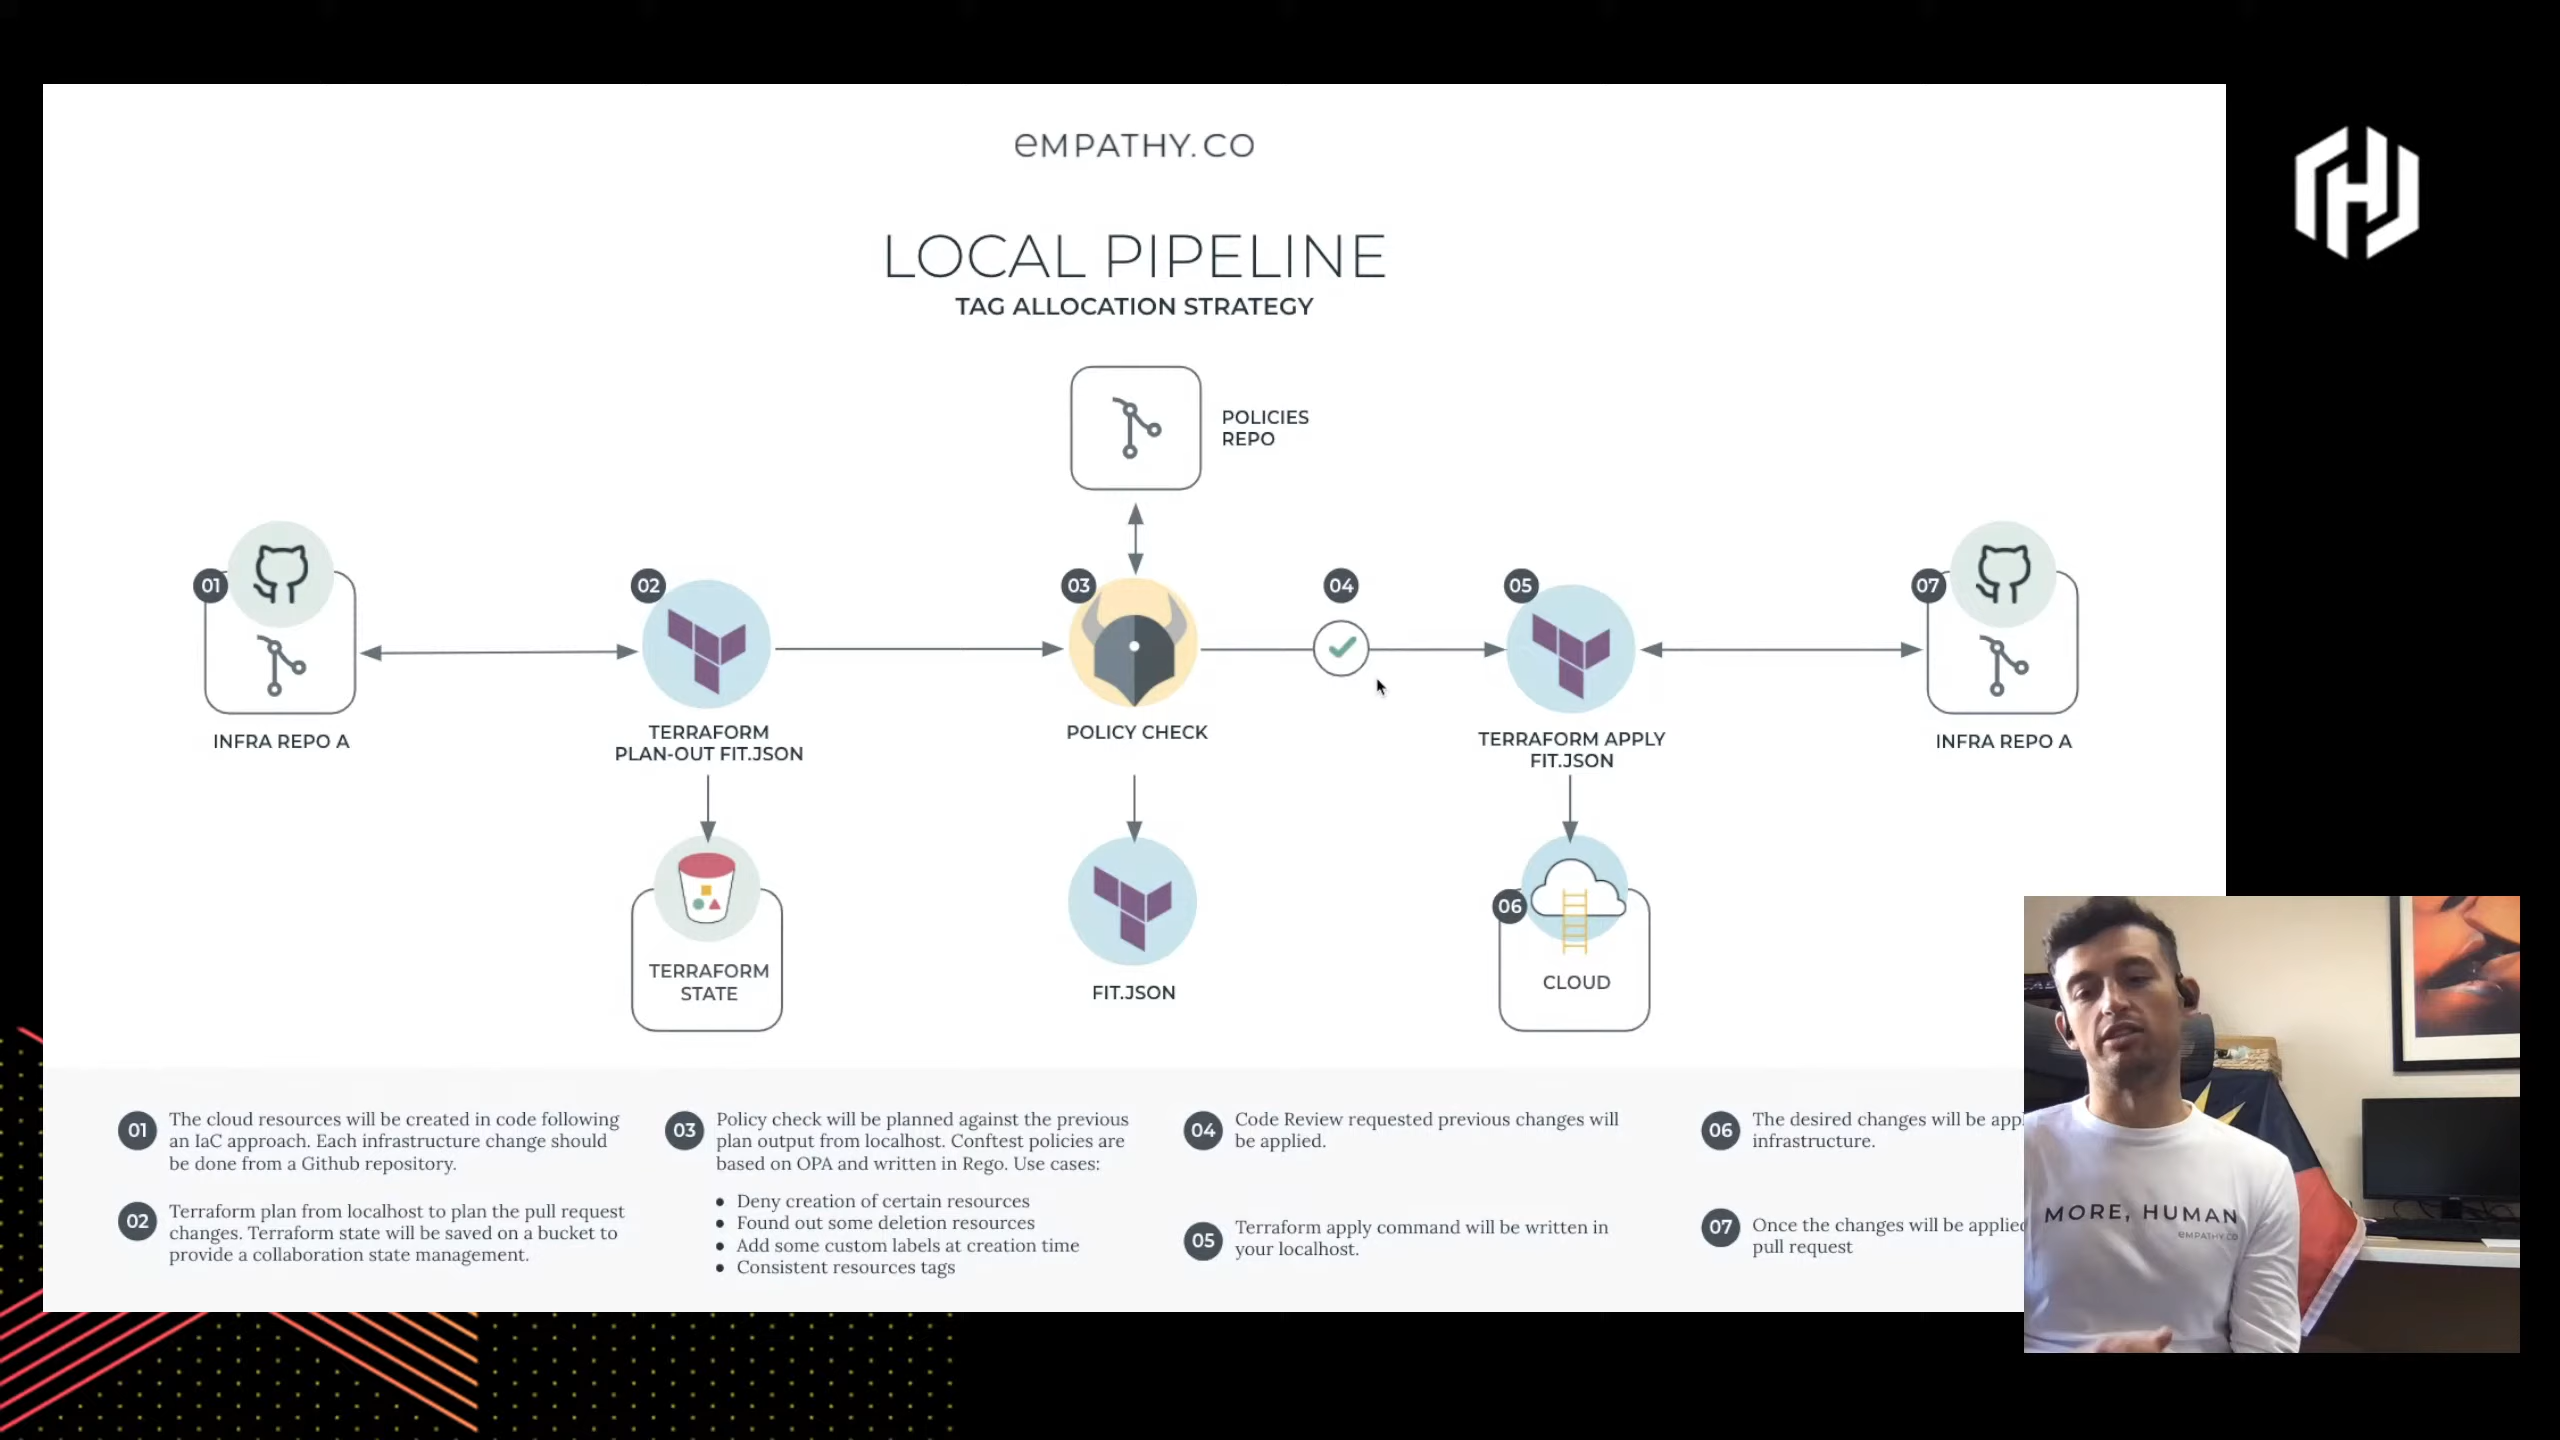 eMPATHY.CO
LOCAL PIPELINE
TAG ALLOCATION STRATEGY
POLICIES
REPO
01
02
03
04
05
07
INFRA REPO A
TERRAFORM
PLAN-OUT FIT.JSON
POLICY CHECK
TERRAFORM APPLY
FIT.JSON
INFRA REPO A
TERRAFORM
STATE
FIT.JSON
06
CLOUD
01
The cloud resources will be created in code following
an IaC approach. Each infrastructure change should
be done from a Github repository.
02
Terraform plan from localhost to plan the pull request
changes. Terraform state will be saved on a bucket to
provide a collaboration state management.
03
Policy check will be planned against the previous
plan output from localhost. Conftest policies are
based on OPA and written in Rego. Use cases:
• Deny creation of certain resources
• Found out some deletion resources
• Add some custom labels at creation time
• Consistent resources tags
04
Code Review requested previous changes will
be applied.
05
Terraform apply command will be written in
your localhost.
06
The desired changes will be app
infrastructure.
07
Once the changes will be applied
pull request
MORE, HUMAN
eMPATHY.CO